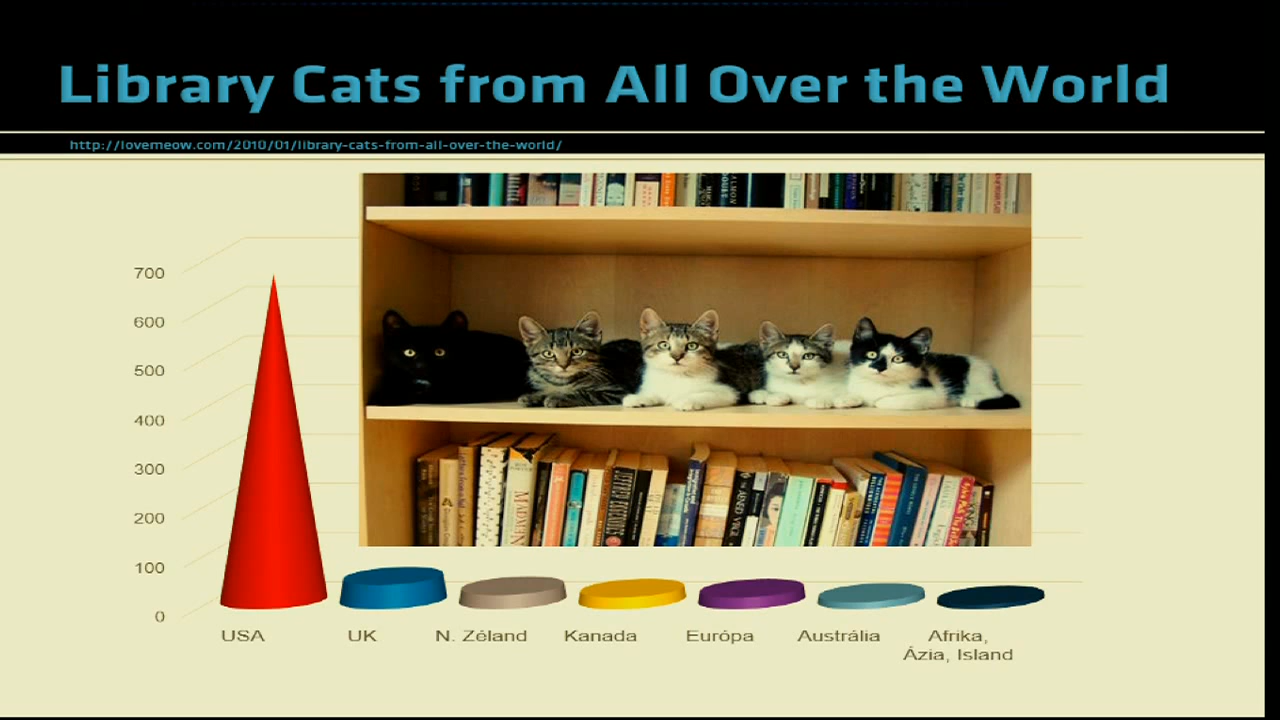 Library Cats from All Over the World
http://lovemeow.com/2010/01/library-cats-from-all-over-the-world/
700
600
500
400
300
200
100
0
USA
UK
N. Zéland
Kanada
Európa
Austrália
Afrika,
Ázia, Island